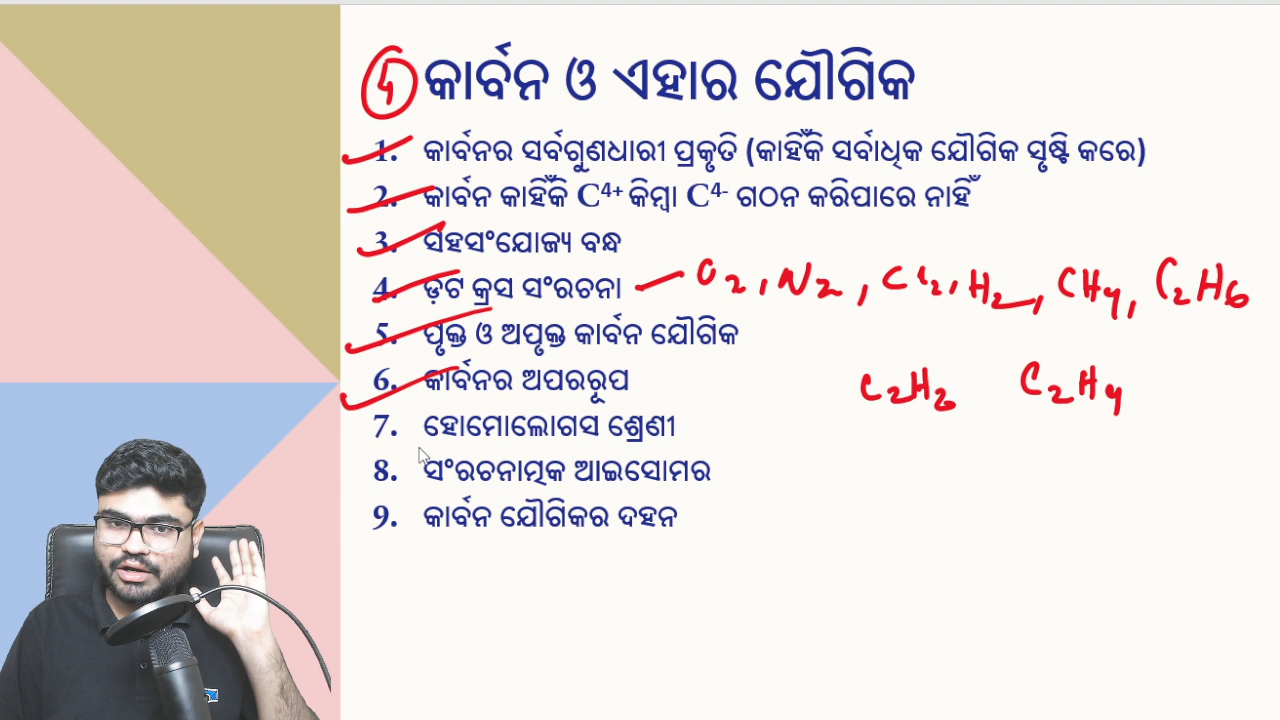 4 କାର୍ବନ ଓ ଏହାର ଯୌଗିକ
1. କାର୍ବନର ସର୍ବଗୁଣଧାରୀ ପ୍ରକୃତି (କାହିଁକି ସର୍ବାଧିକ ଯୌଗିକ ସୃଷ୍ଟି କରେ)
2. କାର୍ବନ କାହିଁକି C⁴⁺ କିମ୍ବା C⁴⁻ ଗଠନ କରିପାରେ ନାହିଁ
3. ସହସଂଯୋଜ୍ୟ ବନ୍ଧ
4. ଡ଼ଟ କ୍ରସ ସଂରଚନା – O₂, N₂, Cl₂, H₂, CH₄, C₂H₆
5. ପୃକ୍ତ ଓ ଅପୃକ୍ତ କାର୍ବନ ଯୌଗିକ
6. କାର୍ବନର ଅପରରୂପ C₂H₄
7. ହୋମୋଲୋଗସ ଶ୍ରେଣୀ
8. ସଂରଚନାତ୍ମକ ଆଇସୋମର
9. କାର୍ବନ ଯୌଗିକର ଦହନ